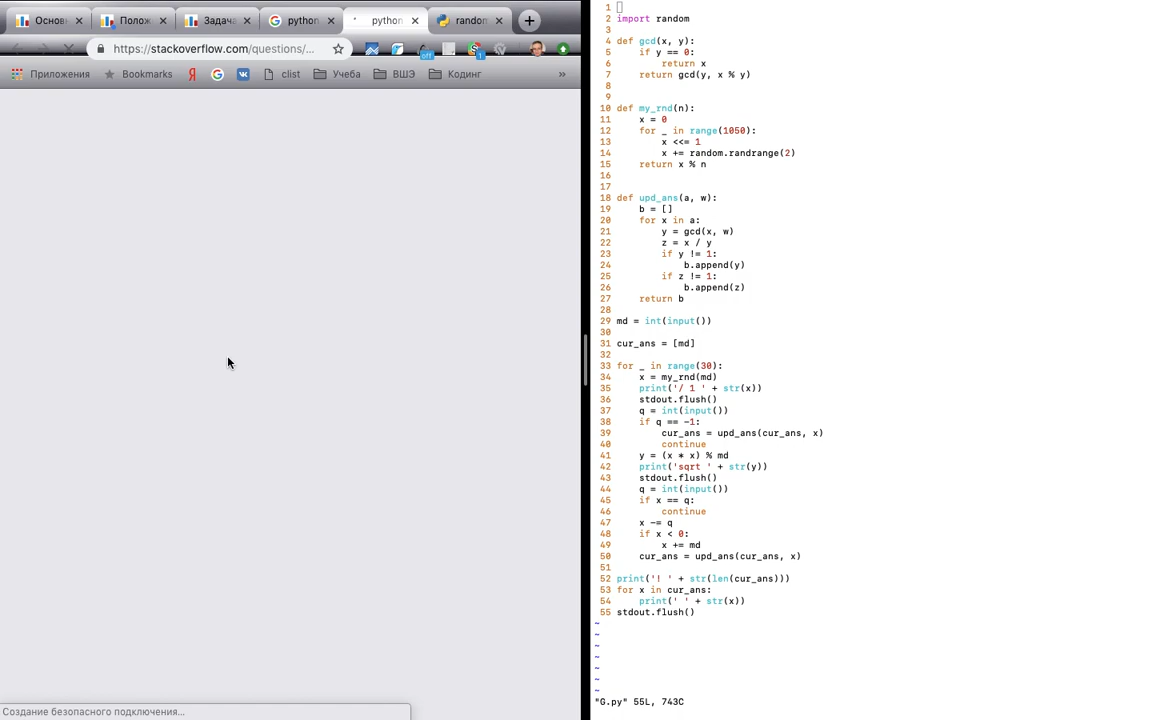 Основ
Полож
Задача
python
python
random
https://stackoverflow.com/questions/...
off
1
Приложения
Bookmarks
Я
clist
Учеба
ВШЭ
Кодинг
»
Создание безопасного подключения...
1
2 import random
3
4 def gcd(x, y):
5     if y == 0:
6         return x
7     return gcd(y, x % y)
8
9
10 def my_rnd(n):
11     x = 0
12     for _ in range(1050):
13         x <<= 1
14         x += random.randrange(2)
15     return x % n
16
17
18 def upd_ans(a, w):
19     b = []
20     for x in a:
21         y = gcd(x, w)
22         z = x / y
23         if y != 1:
24             b.append(y)
25         if z != 1:
26             b.append(z)
27     return b
28
29 md = int(input())
30
31 cur_ans = [md]
32
33 for _ in range(30):
34     x = my_rnd(md)
35     print('/ 1 ' + str(x))
36     stdout.flush()
37     q = int(input())
38     if q == -1:
39         cur_ans = upd_ans(cur_ans, x)
40         continue
41     y = (x * x) % md
42     print('sqrt ' + str(y))
43     stdout.flush()
44     q = int(input())
45     if x == q:
46         continue
47     x -= q
48     if x < 0:
49         x += md
50     cur_ans = upd_ans(cur_ans, x)
51
52 print('! ' + str(len(cur_ans)))
53 for x in cur_ans:
54     print(' ' + str(x))
55 stdout.flush()
~
~
~
~
~
~
~
"G.py" 55L, 743C